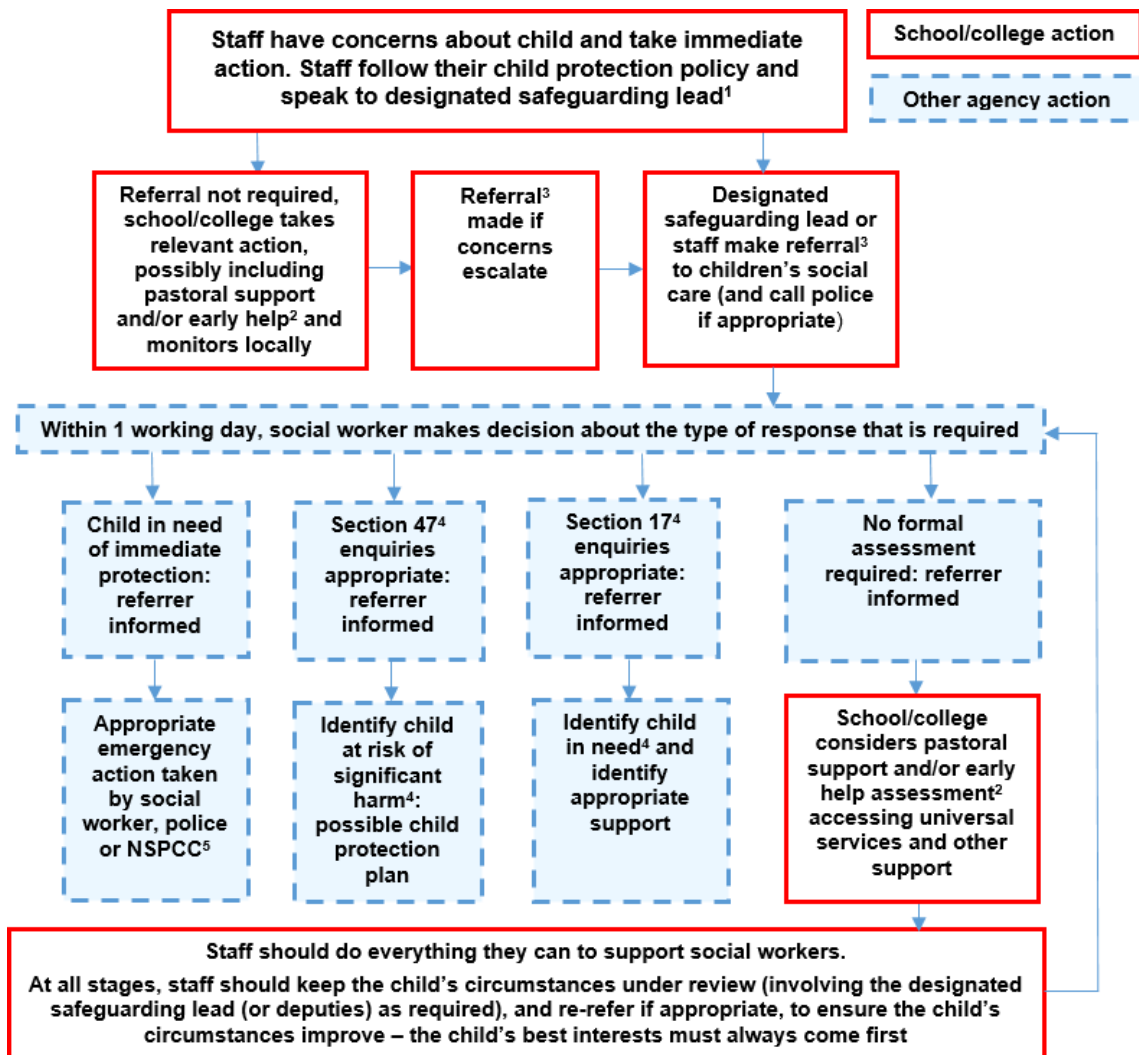 Staff have concerns about child and take immediate
action. Staff follow their child protection policy and
speak to designated safeguarding lead¹
School/college action
Other agency action
Referral not required,
school/college takes
relevant action,
possibly including
pastoral support
and/or early help² and
monitors locally
Referral³
made if
concerns
escalate
Designated
safeguarding lead or
staff make referral³
to children’s social
care (and call police
if appropriate)
Within 1 working day, social worker makes decision about the type of response that is required
Child in need
of immediate
protection:
referrer
informed
Section 47⁴
enquiries
appropriate:
referrer
informed
Section 17⁴
enquiries
appropriate:
referrer
informed
No formal
assessment
required: referrer
informed
Appropriate
emergency
action taken
by social
worker, police
or NSPCC⁵
Identify child
at risk of
significant
harm⁴:
possible child
protection
plan
Identify child
in need⁴ and
identify
appropriate
support
School/college
considers pastoral
support and/or early
help assessment²
accessing universal
services and other
support
Staff should do everything they can to support social workers.
At all stages, staff should keep the child’s circumstances under review (involving the designated
safeguarding lead (or deputies) as required), and re-refer if appropriate, to ensure the child’s
circumstances improve – the child’s best interests must always come first